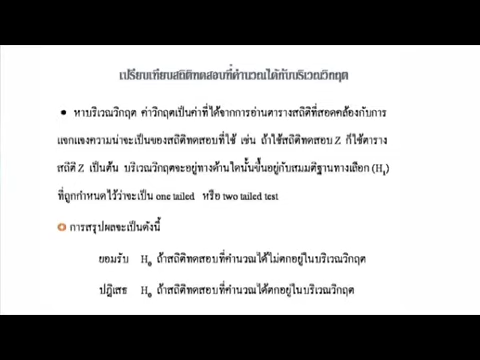 เปรียบเทียบสถิติทดสอบที่คำนวณได้กับบริเวณวิกฤต
• หาบริเวณวิกฤต ค่าวิกฤตเป็นค่าที่ได้จากการอ่านตารางสถิติที่สอดคล้องกับการ
แจกแจงความน่าจะเป็นของสถิติทดสอบที่ใช้ เช่น ถ้าใช้สถิติทดสอบ Z ก็ใช้ตาราง
สถิติ Z เป็นต้น บริเวณวิกฤตจะอยู่ทางด้านใดนั้นขึ้นอยู่กับสมมติฐานทางเลือก (H₁)
ที่ถูกกำหนดไว้ว่าจะเป็น one tailed หรือ two tailed test
การสรุปผลจะเป็นดังนี้
ยอมรับ H₀ ถ้าสถิติทดสอบที่คำนวณได้ไม่ตกอยู่ในบริเวณวิกฤต
ปฏิเสธ H₀ ถ้าสถิติทดสอบที่คำนวณได้ตกอยู่ในบริเวณวิกฤต